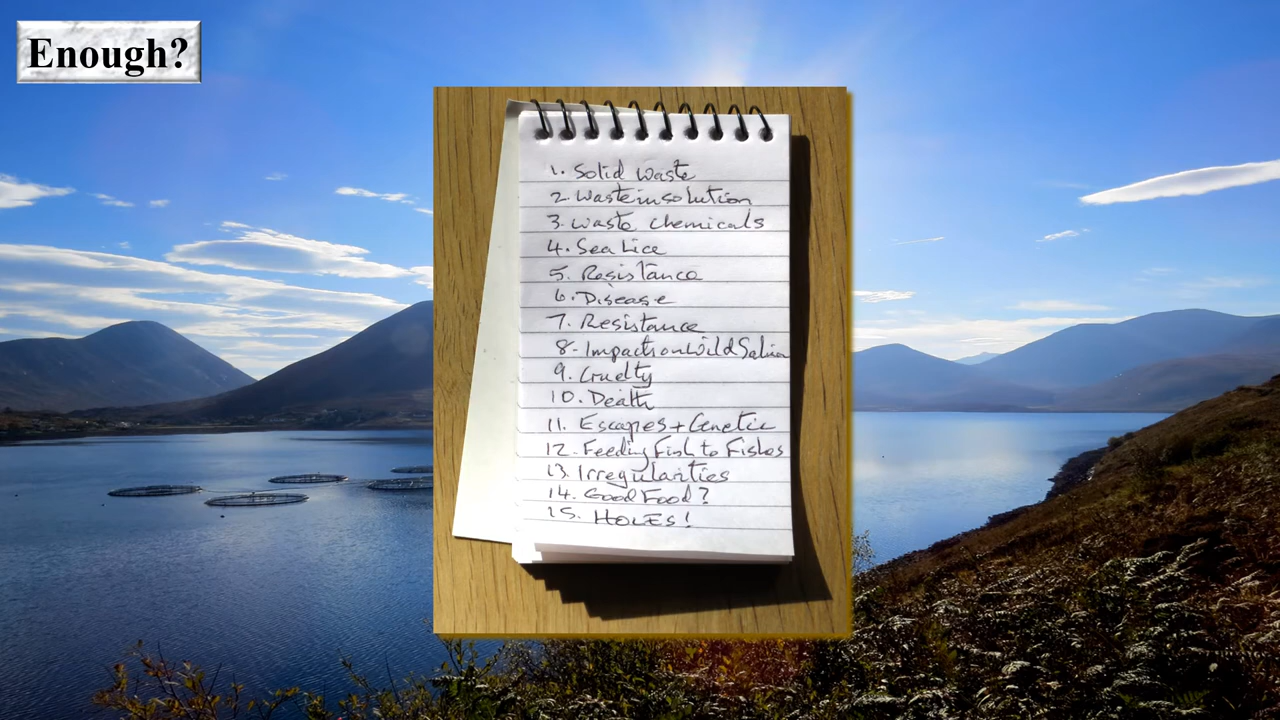 Enough?
1. Solid Waste
2. Waste in solution
3. Waste Chemicals
4. Sea Lice
5. Resistance
6. Disease
7. Resistance
8. Impacts on Wild Salmon
9. Cruelty
10. Death
11. Escapes + Genetic
12. Feeding Fish to Fishes
13. Irregularities
14. Good Food?
15. HOLES!